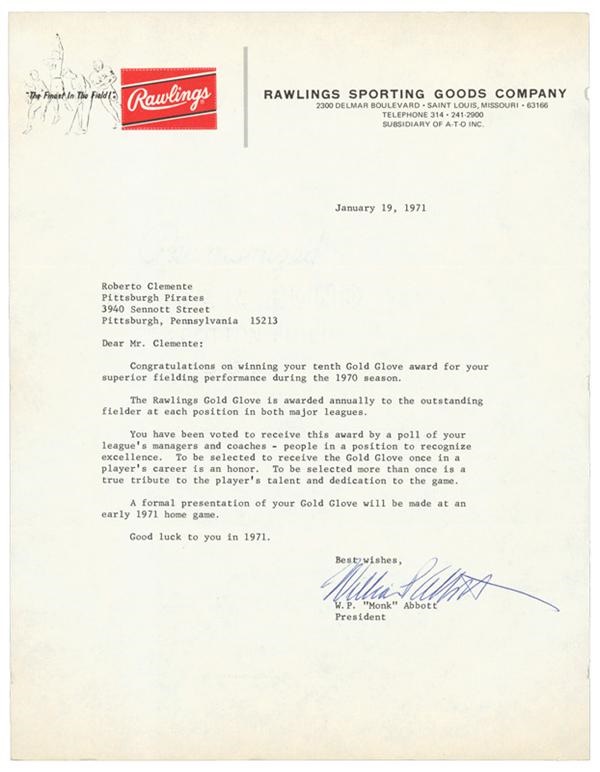 "The Finest In The Field!"
Rawlings
RAWLINGS SPORTING GOODS COMPANY
2300 DELMAR BOULEVARD • SAINT LOUIS, MISSOURI • 63166
TELEPHONE 314 • 241-2900
SUBSIDIARY OF A-T-O INC.
January 19, 1971
Roberto Clemente
Pittsburgh Pirates
3940 Sennott Street
Pittsburgh, Pennsylvania 15213
Dear Mr. Clemente:
Congratulations on winning your tenth Gold Glove award for your
superior fielding performance during the 1970 season.
The Rawlings Gold Glove is awarded annually to the outstanding
fielder at each position in both major leagues.
You have been voted to receive this award by a poll of your
league's managers and coaches - people in a position to recognize
excellence. To be selected to receive the Gold Glove once in a
player's career is an honor. To be selected more than once is a
true tribute to the player's talent and dedication to the game.
A formal presentation of your Gold Glove will be made at an
early 1971 home game.
Good luck to you in 1971.
Best wishes,
William P. Abbott
W.P. "Monk" Abbott
President